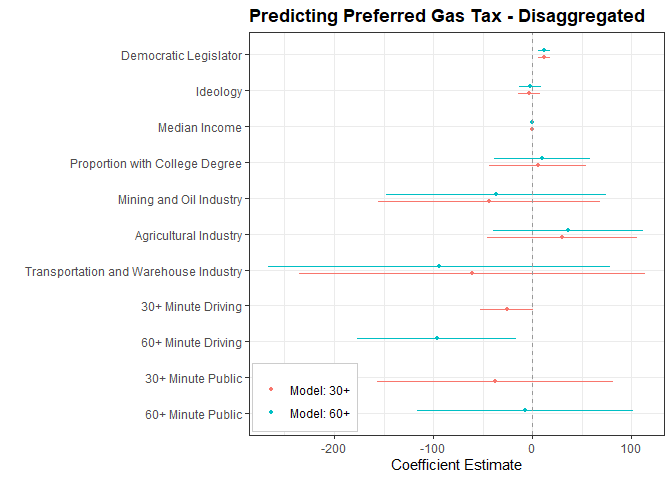 Predicting Preferred Gas Tax - Disaggregated
Democratic Legislator
Ideology
Median Income
Proportion with College Degree
Mining and Oil Industry
Agricultural Industry
Transportation and Warehouse Industry
30+ Minute Driving
60+ Minute Driving
30+ Minute Public
60+ Minute Public
Model: 30+
Model: 60+
-200 -100 0 100
Coefficient Estimate